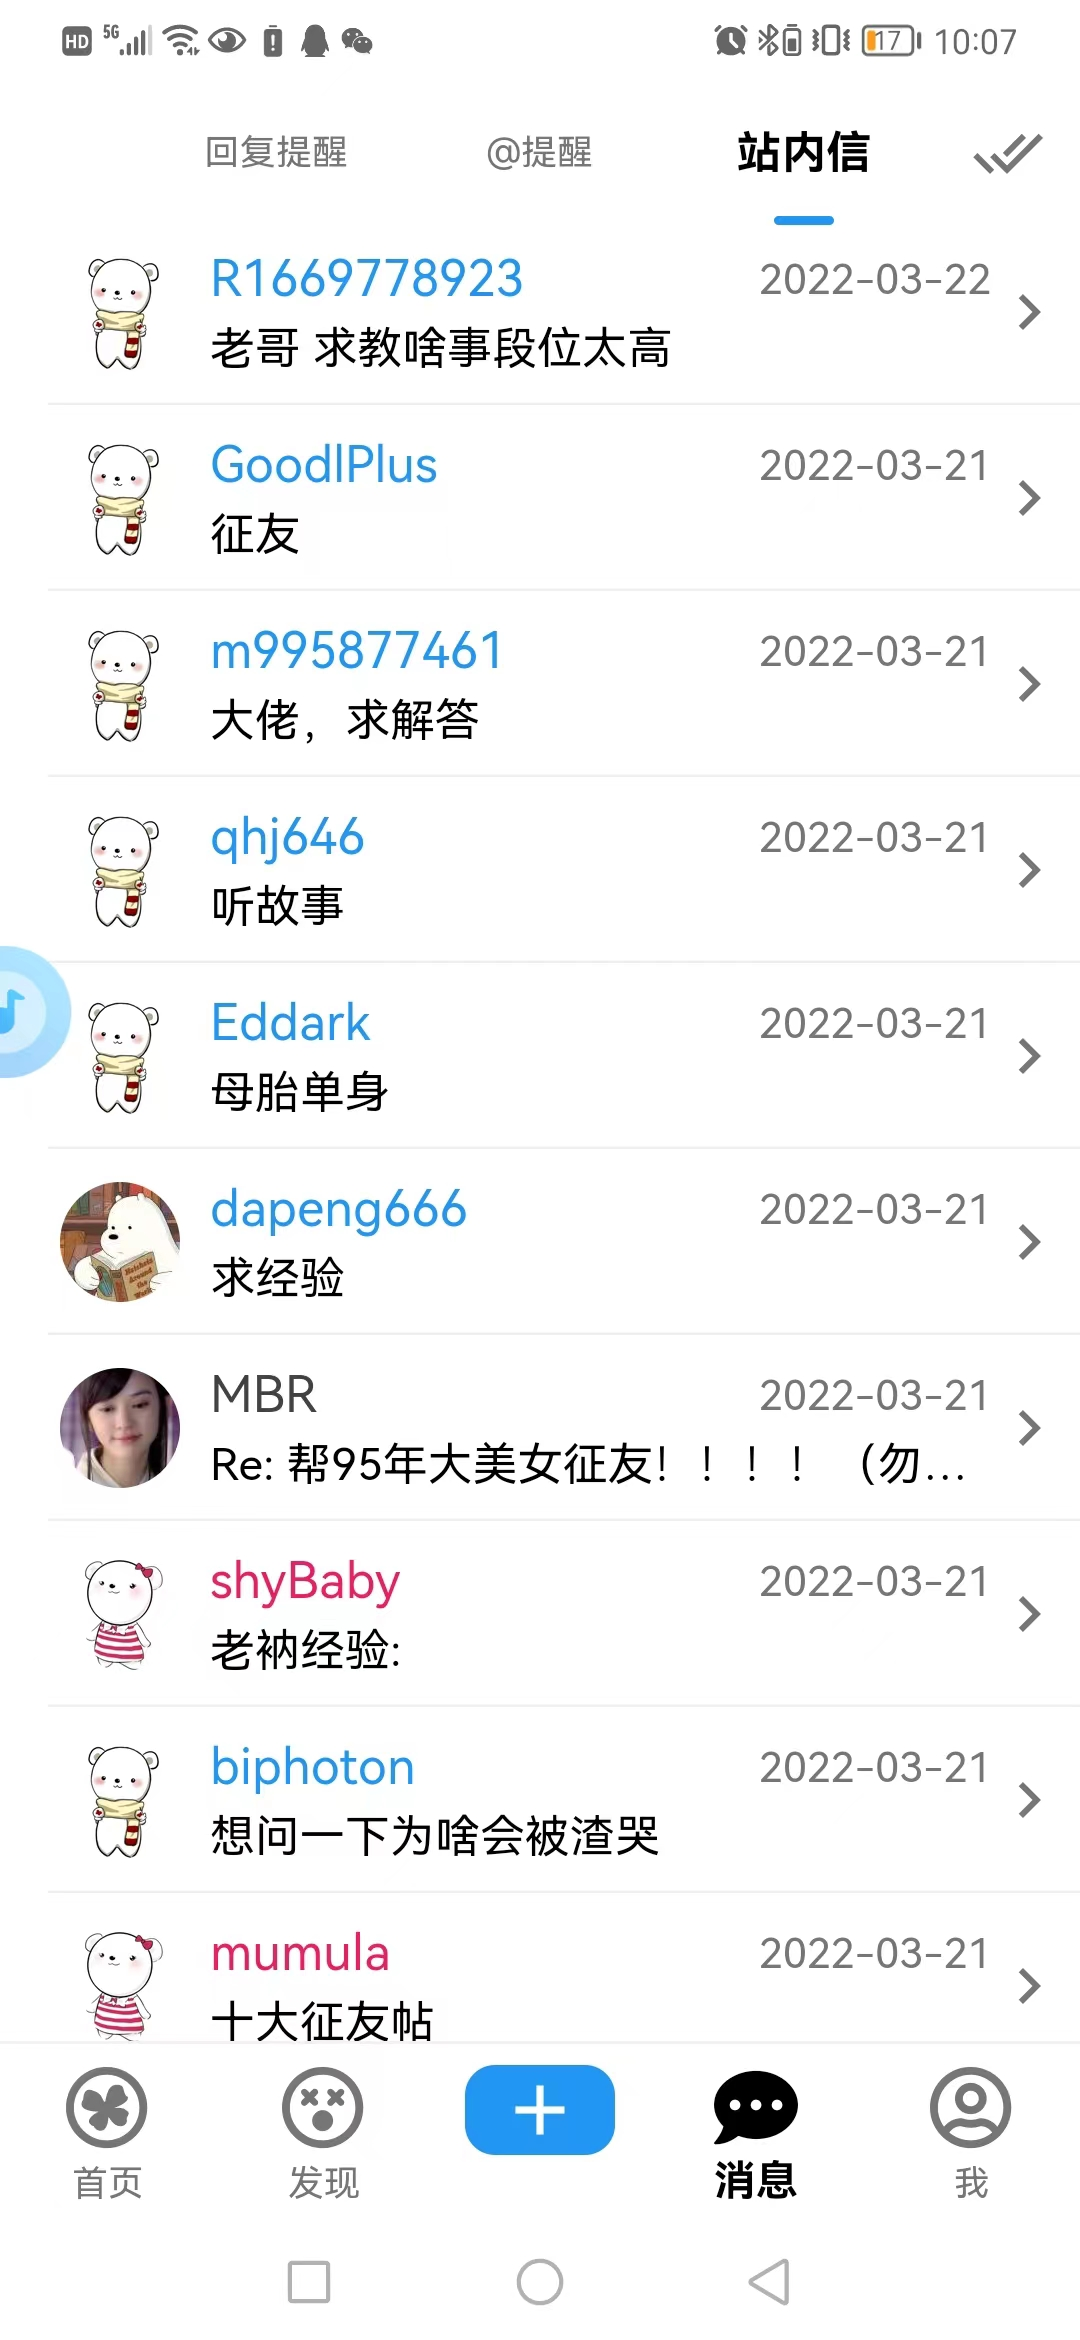 HD 5G 17 10:07
回复提醒 @提醒 站内信
R1669778923 2022-03-22
老哥 求教啥事段位太高
GoodlPlus 2022-03-21
征友
m995877461 2022-03-21
大佬，求解答
qhj646 2022-03-21
听故事
Eddark 2022-03-21
母胎单身
dapeng666 2022-03-21
求经验
MBR 2022-03-21
Re: 帮95年大美女征友！！！！（勿...
shyBaby 2022-03-21
老衲经验:
biphoton 2022-03-21
想问一下为啥会被渣哭
mumula 2022-03-21
十大征友帖
首页 发现 消息 我